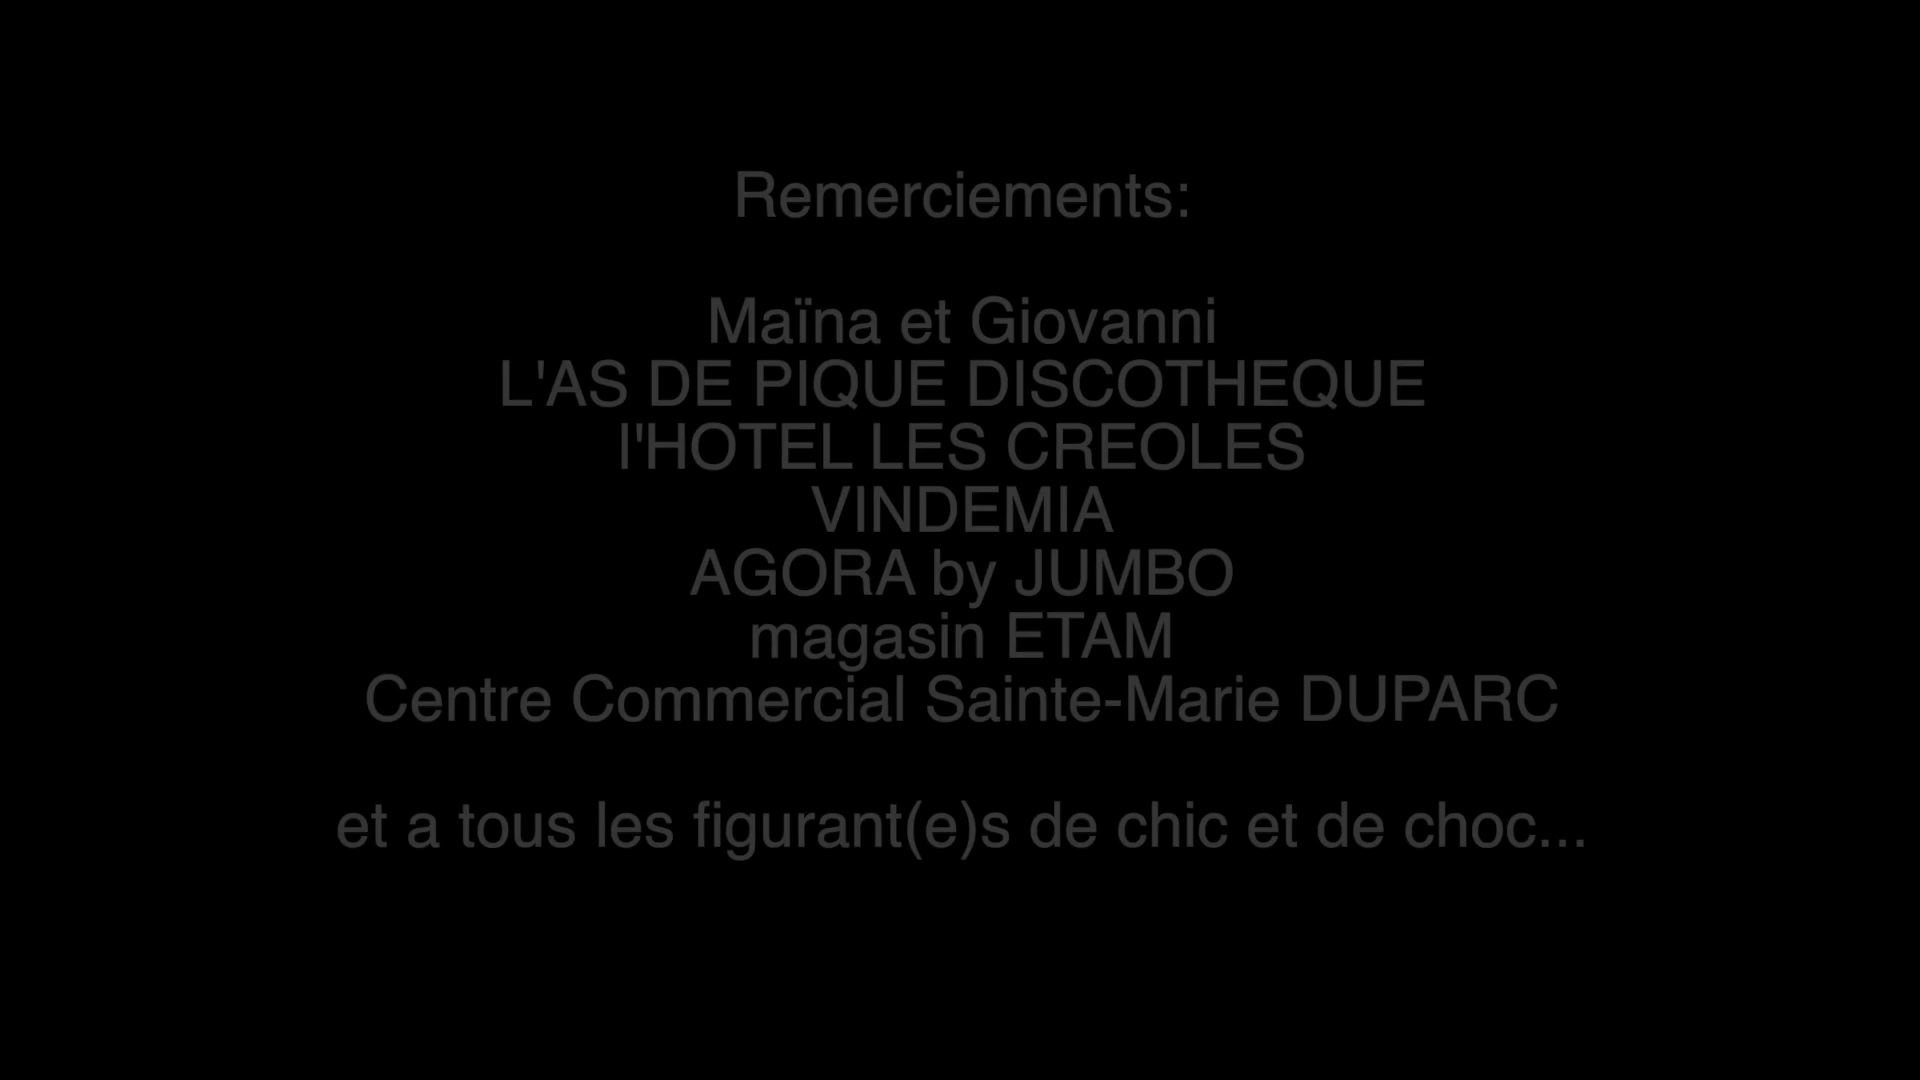 Remerciements:
Maïna et Giovanni
L'AS DE PIQUE DISCOTHEQUE
l'HOTEL LES CREOLES
VINDEMIA
AGORA by JUMBO
magasin ETAM
Centre Commercial Sainte-Marie DUPARC
et a tous les figurant(e)s de chic et de choc...